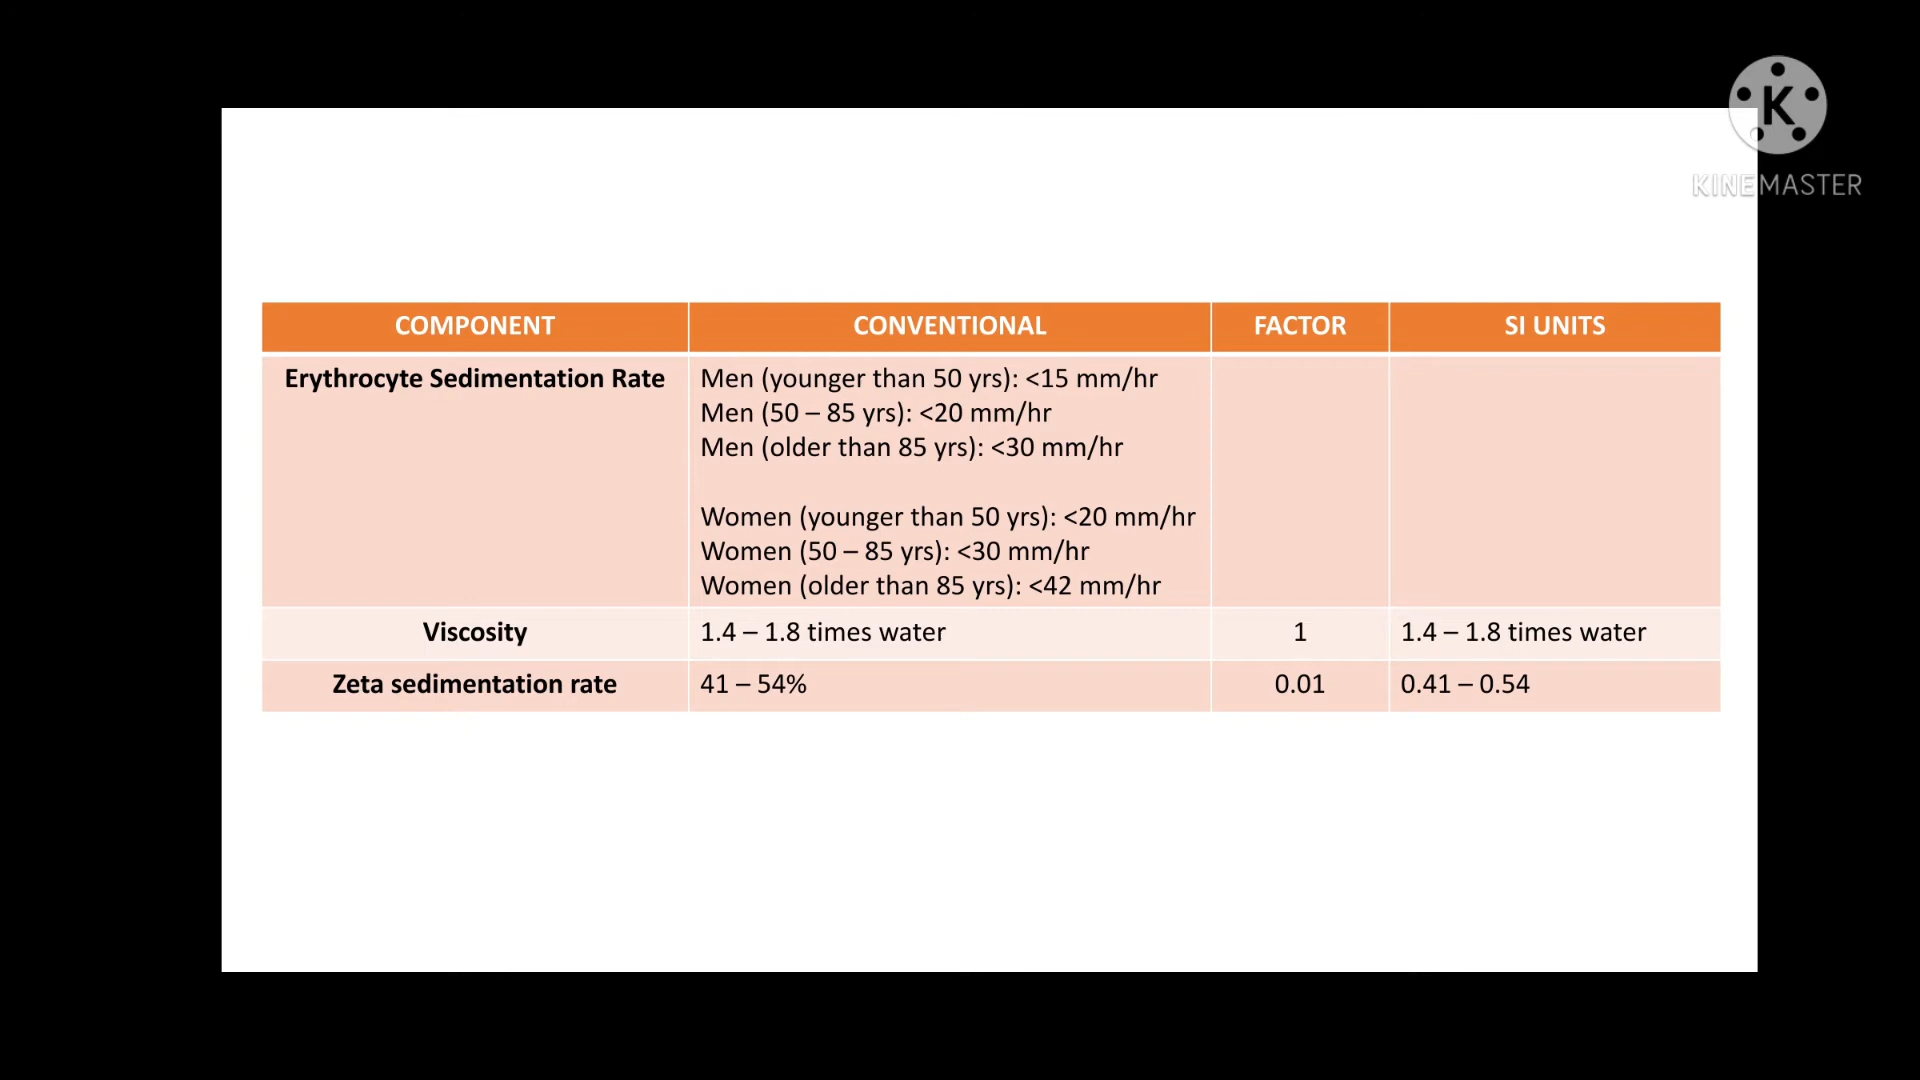 K
KINEMASTER
COMPONENT CONVENTIONAL FACTOR SI UNITS
Erythrocyte Sedimentation Rate Men (younger than 50 yrs): <15 mm/hr
Men (50 – 85 yrs): <20 mm/hr
Men (older than 85 yrs): <30 mm/hr
Women (younger than 50 yrs): <20 mm/hr
Women (50 – 85 yrs): <30 mm/hr
Women (older than 85 yrs): <42 mm/hr
Viscosity 1.4 – 1.8 times water 1 1.4 – 1.8 times water
Zeta sedimentation rate 41 – 54% 0.01 0.41 – 0.54